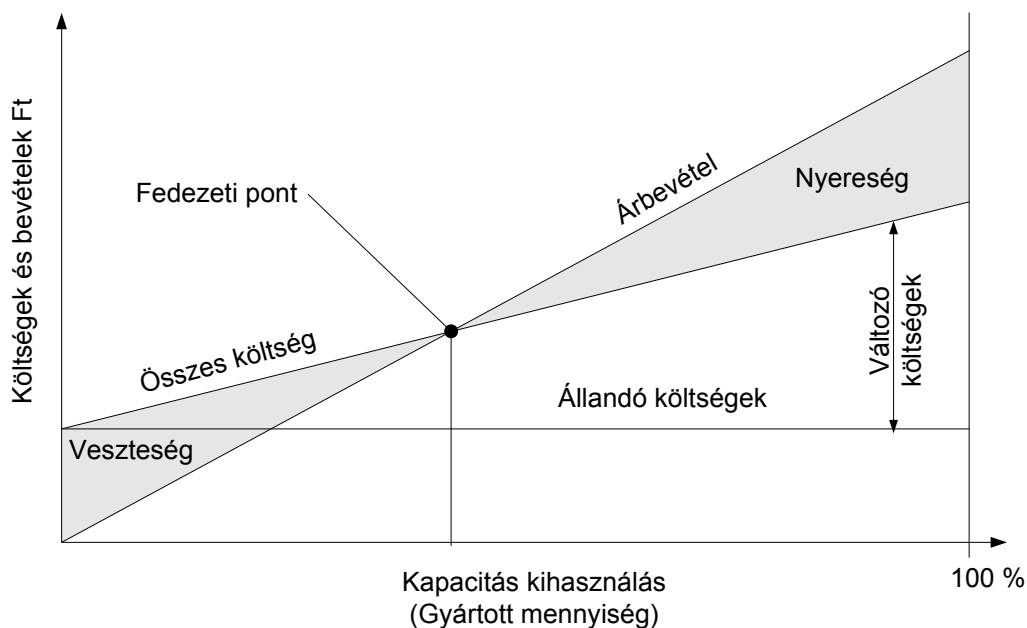 Költségek és bevételek Ft
Fedezeti pont
Árbevétel
Nyereség
Összes költség
Változó
költségek
Állandó költségek
Veszteség
100 %
Kapacitás kihasználás
(Gyártott mennyiség)